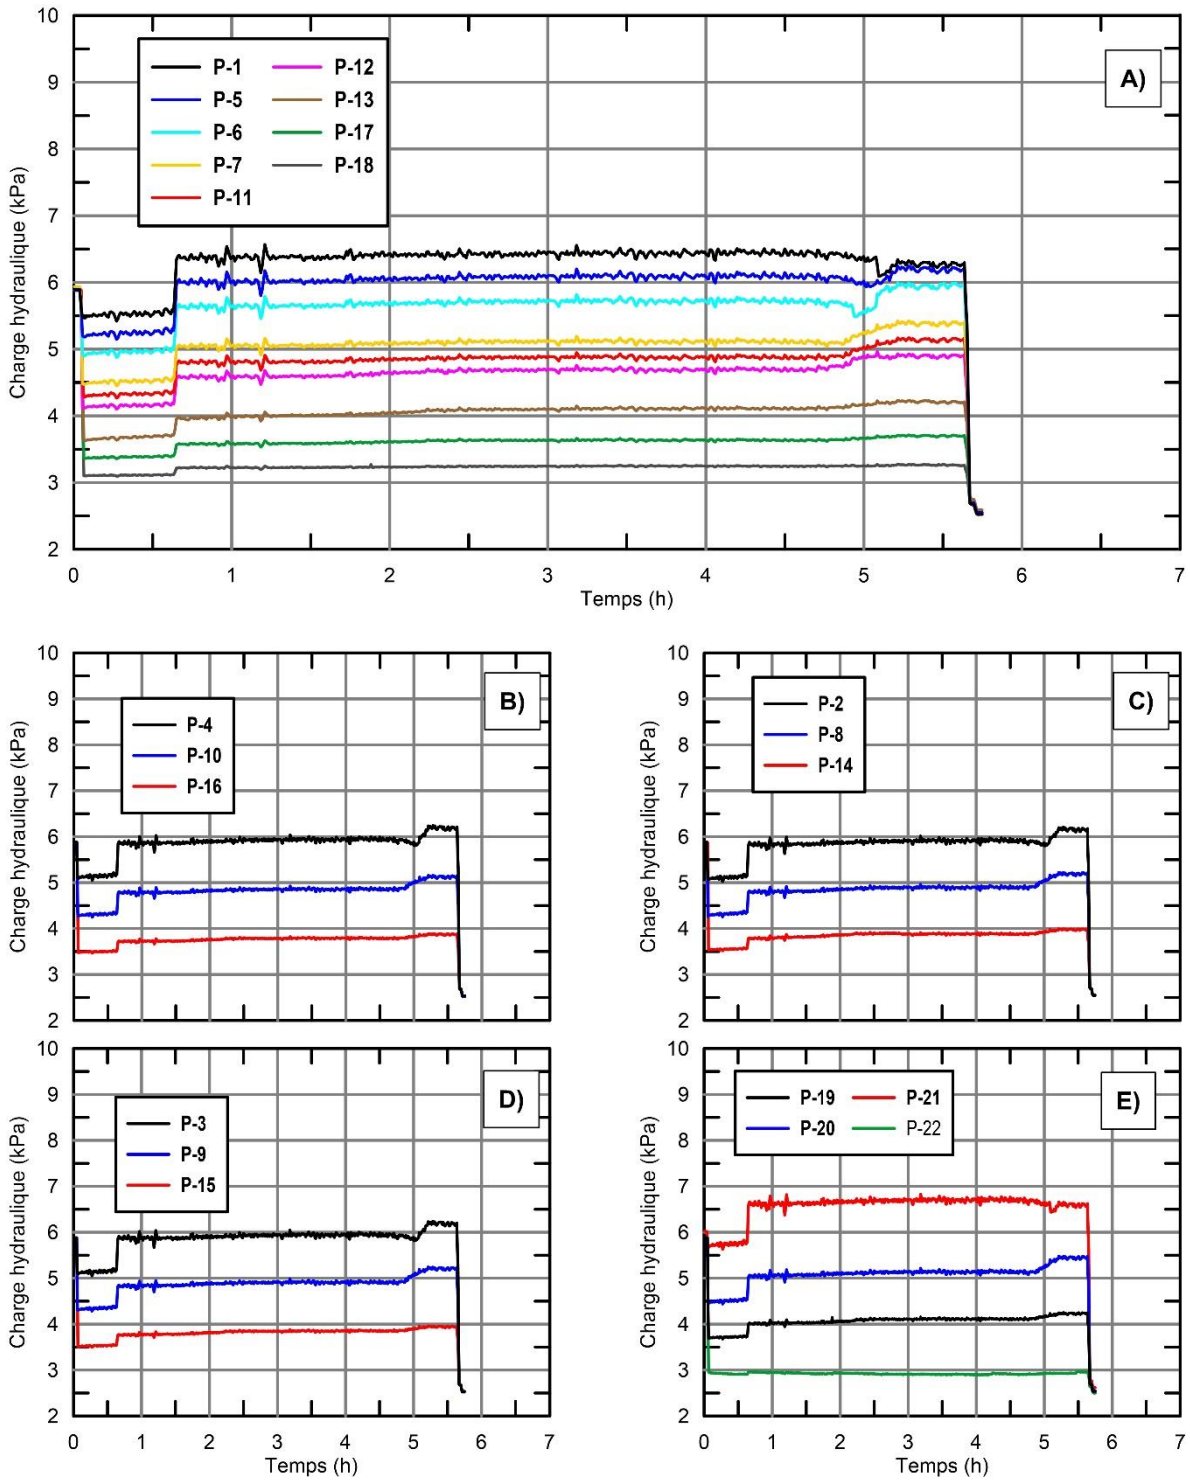 10
9
8
7
6
5
4
3
2
Charge hydraulique (kPa)
P-1 P-12
P-5 P-13
P-6 P-17
P-7 P-18
P-11
A)
0 1 2 3 4 5 6 7
Temps (h)
10
9
8
7
6
5
4
3
2
Charge hydraulique (kPa)
P-4
P-10
P-16
B)
10
9
8
7
6
5
4
3
2
Charge hydraulique (kPa)
P-2
P-8
P-14
C)
10
9
8
7
6
5
4
3
2
Charge hydraulique (kPa)
P-3
P-9
P-15
D)
0 1 2 3 4 5 6 7
Temps (h)
10
9
8
7
6
5
4
3
2
Charge hydraulique (kPa)
P-19 P-21
P-20 P-22
E)
0 1 2 3 4 5 6 7
Temps (h)